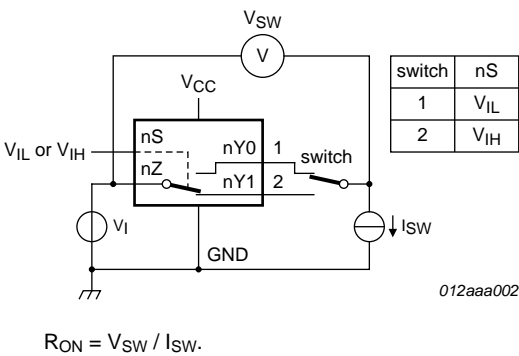 VSW
V
switch nS
1 VIL
2 VIH
VCC
VIL or VIH
nS
nZ
nY0
nY1
1
2
switch
VI
ISW
GND
012aaa002
RON = VSW / ISW.